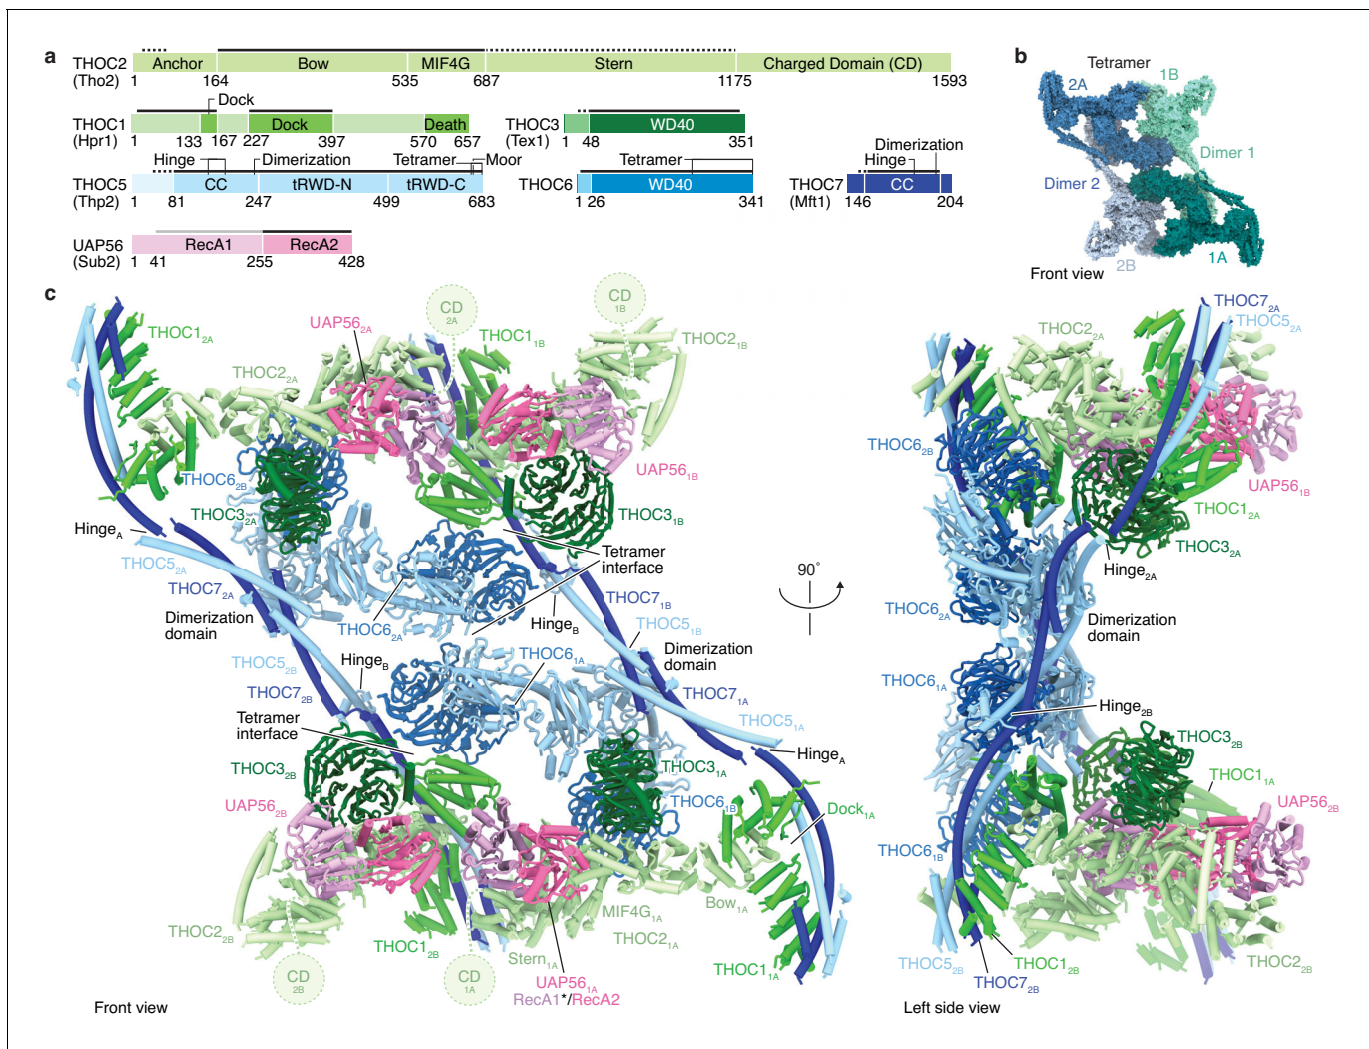 a
THOC2
(Tho2)
Anchor
Bow
MIF4G
Stern
Charged Domain (CD)
1
164
535
687
1175
1593
THOC1
(Hpr1)
Dock
Dock
Death
1
133
167
227
397
570
657
THOC3
(Tex1)
WD40
1
48
351
THOC5
(Thp2)
Hinge
Dimerization
Tetramer
Moor
CC
tRWD-N
tRWD-C
1
81
247
499
683
THOC6
Tetramer
WD40
1
26
341
THOC7
(Mft1)
Dimerization
Hinge
CC
1
46
204
UAP56
(Sub2)
RecA1
RecA2
1
41
255
428
b
Tetramer
2A
1B
Dimer 1
Dimer 2
2B
1A
Front view
c
THOC1 2A
UAP56 2A
CD 2A
THOC1 1B
CD 1B
THOC2 1B
THOC2 2A
THOC6 2B
THOC3 2A
UAP56 1B
THOC3 1B
Hinge A
THOC5 2A
THOC7 2A
Dimerization
domain
THOC6 2A
Tetramer
interface
Hinge B
THOC7 1B
THOC5 1B
Dimerization
domain
THOC5 2B
Hinge B
THOC6 1A
THOC7 2B
THOC7 1A
THOC5 1A
Tetramer
interface
Hinge A
THOC3 2B
THOC3 1A
UAP56 2B
THOC6 1B
Dock 1A
MIF4G 1A
Bow 1A
THOC2 2B
THOC1 2B
THOC2 1A
Stern 1A
CD 2B
CD 1A
UAP56 1A
RecA1*/RecA2
THOC1 1A
Front view
90°
THOC7 2A
THOC5 2A
THOC2 2A
THOC6 2B
UAP56 1B
THOC1 2A
THOC3 2A
Hinge 2A
THOC6 2A
Dimerization
domain
THOC6 1A
Hinge 2B
THOC3 2B
THOC1 1A
UAP56 2B
THOC6 1B
THOC5 2B
THOC1 2B
THOC7 2B
THOC2 2B
Left side view